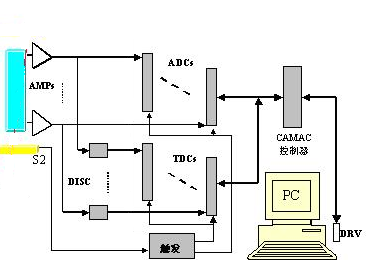 ADCs
AMPs
CAMAC
控制器
S2
TDCs
DISC
PC
DRV
触发